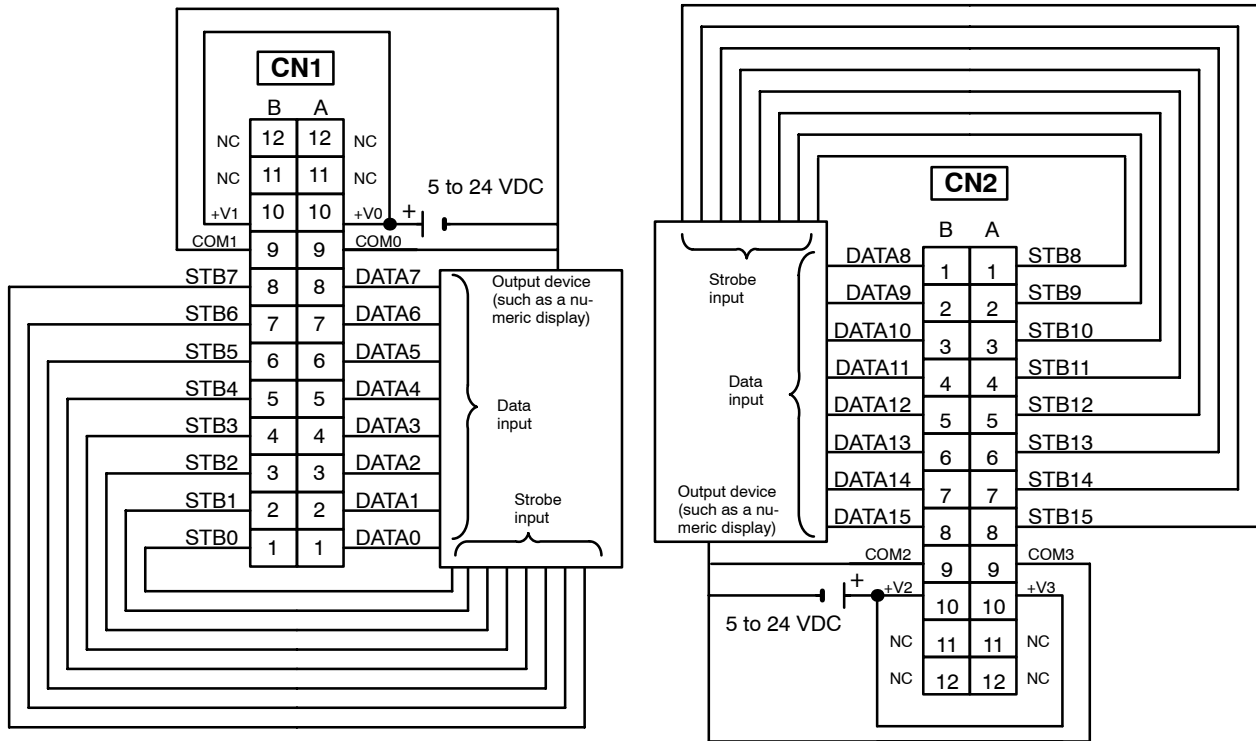 CN1
B A
NC 12 12 NC
NC 11 11 NC
+V1 10 10 +V0 + 5 to 24 VDC
COM1 9 9 COM0
STB7 8 8 DATA7
STB6 7 7 DATA6
STB5 6 6 DATA5
STB4 5 5 DATA4
STB3 4 4 DATA3
STB2 3 3 DATA2
STB1 2 2 DATA1
STB0 1 1 DATA0
Output device
(such as a nu-
meric display)
Data
input
Strobe
input
CN2
B A
DATA8 1 1 STB8
DATA9 2 2 STB9
DATA10 3 3 STB10
DATA11 4 4 STB11
DATA12 5 5 STB12
DATA13 6 6 STB13
DATA14 7 7 STB14
DATA15 8 8 STB15
COM2 9 9 COM3
+ +V2 10 10 +V3
NC 11 11 NC
NC 12 12 NC
Strobe
input
Data
input
Output device
(such as a nu-
meric display)
5 to 24 VDC